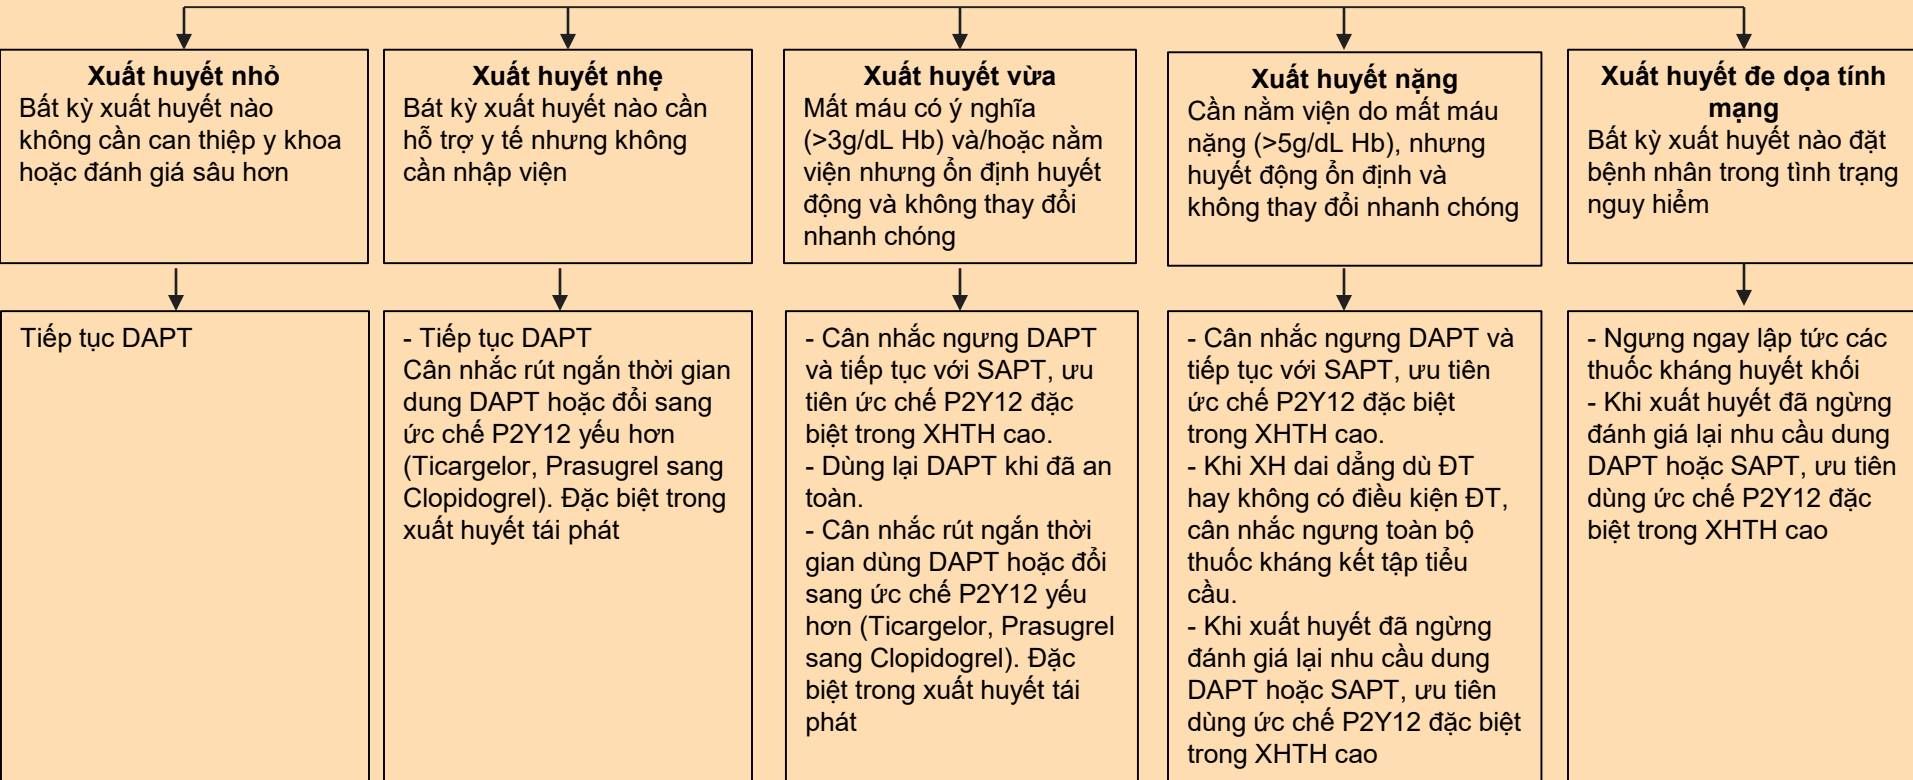 Xuất huyết nhỏ
Bất kỳ xuất huyết nào
không cần can thiệp y khoa
hoặc đánh giá sâu hơn
Xuất huyết nhẹ
Bát kỳ xuất huyết nào cần
hỗ trợ y tế nhưng không
cần nhập viện
Xuất huyết vừa
Mất máu có ý nghĩa
(>3g/dL Hb) và/hoặc nằm
viện nhưng ổn định huyết
động và không thay đổi
nhanh chóng
Xuất huyết nặng
Cần nằm viện do mất máu
nặng (>5g/dL Hb), nhưng
huyết động ổn định và
không thay đổi nhanh chóng
Xuất huyết đe dọa tính
mạng
Bất kỳ xuất huyết nào đặt
bệnh nhân trong tình trạng
nguy hiểm
Tiếp tục DAPT
- Tiếp tục DAPT
Cân nhắc rút ngắn thời gian
dung DAPT hoặc đổi sang
ức chế P2Y12 yếu hơn
(Ticargelor, Prasugrel sang
Clopidogrel). Đặc biệt trong
xuất huyết tái phát
- Cân nhắc ngưng DAPT
và tiếp tục với SAPT, ưu
tiên ức chế P2Y12 đặc
biệt trong XHTH cao.
- Dùng lại DAPT khi đã an
toàn.
- Cân nhắc rút ngắn thời
gian dùng DAPT hoặc đổi
sang ức chế P2Y12 yếu
hơn (Ticargelor, Prasugrel
sang Clopidogrel). Đặc
biệt trong xuất huyết tái
phát
- Cân nhắc ngưng DAPT và
tiếp tục với SAPT, ưu tiên
ức chế P2Y12 đặc biệt
trong XHTH cao.
- Khi XH dai dẳng dù ĐT
hay không có điều kiện ĐT,
cân nhắc ngưng toàn bộ
thuốc kháng kết tập tiểu
cầu.
- Khi xuất huyết đã ngừng
đánh giá lại nhu cầu dung
DAPT hoặc SAPT, ưu tiên
dùng ức chế P2Y12 đặc biệt
trong XHTH cao
- Ngưng ngay lập tức các
thuốc kháng huyết khối
- Khi xuất huyết đã ngừng
đánh giá lại nhu cầu dung
DAPT hoặc SAPT, ưu tiên
dùng ức chế P2Y12 đặc
biệt trong XHTH cao